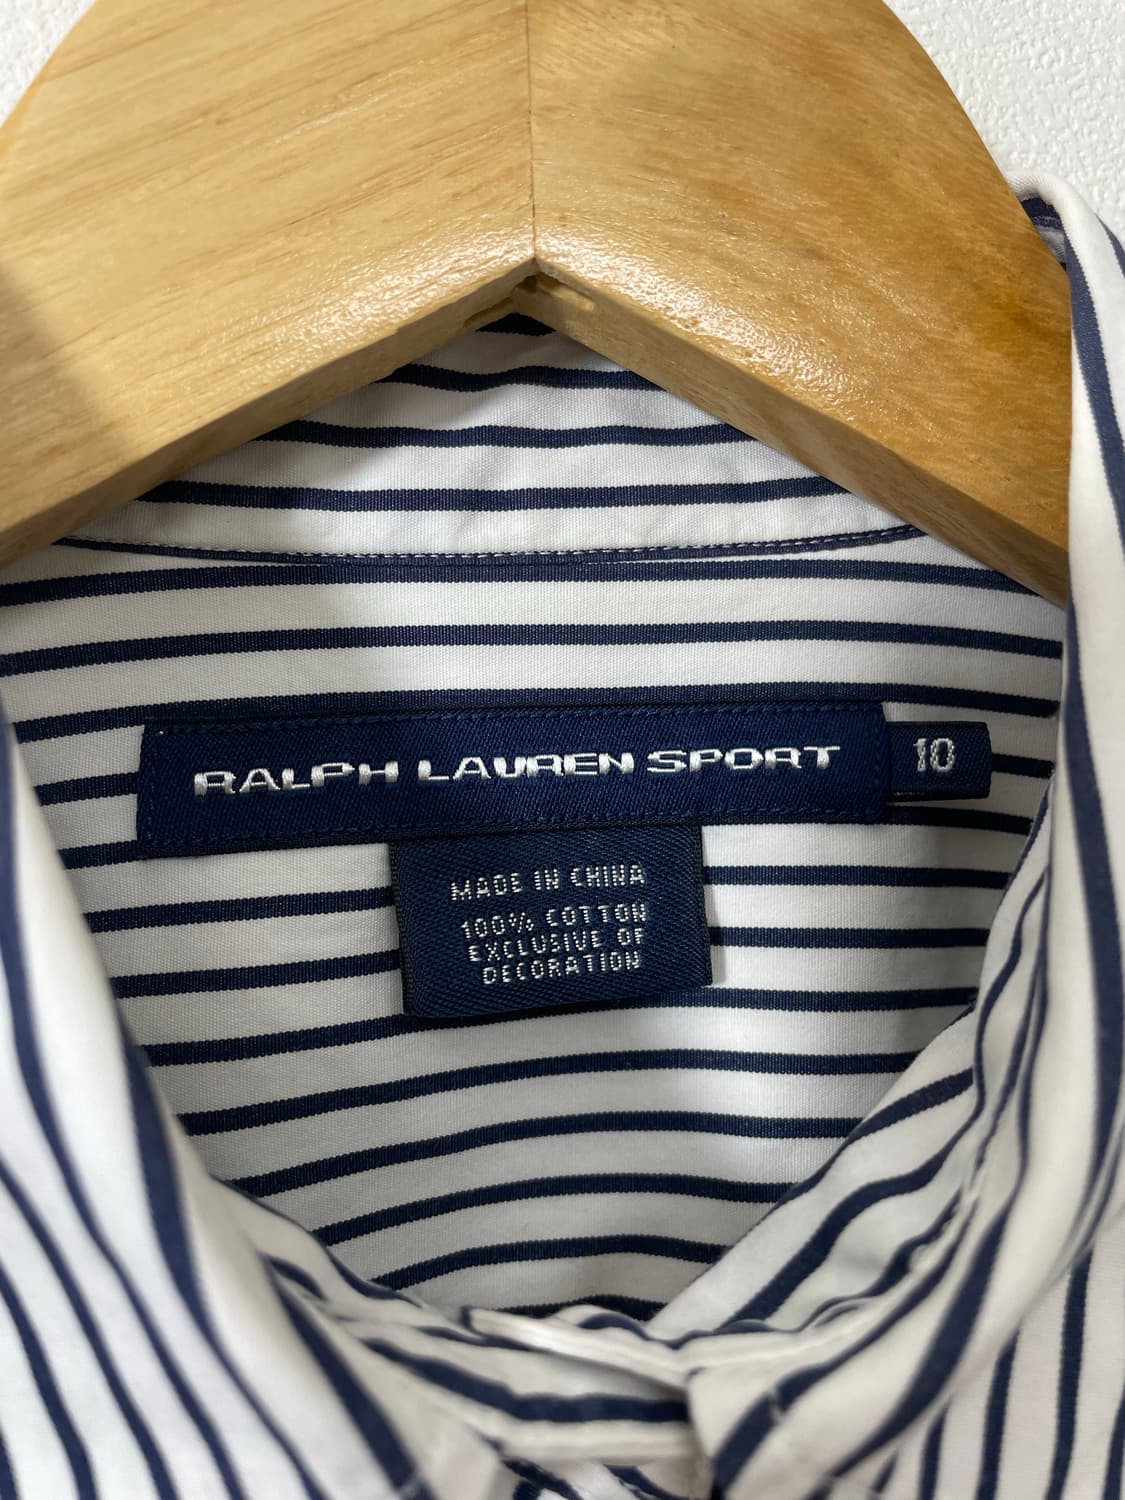 RALPH LAUREN SPORT
10
MADE IN CHINA
100% COTTON
EXCLUSIVE OF
DECORATION